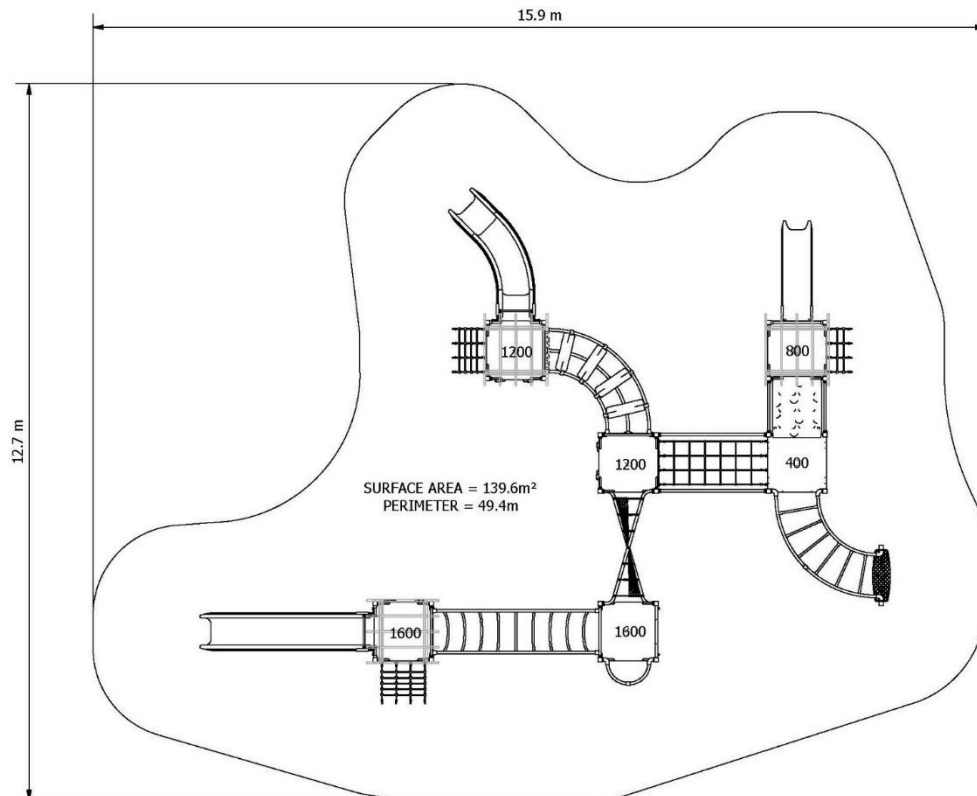 15.9 m
12.7 m
1200
800
1200
400
SURFACE AREA = 139.6m²
PERIMETER = 49.4m
1600
1600